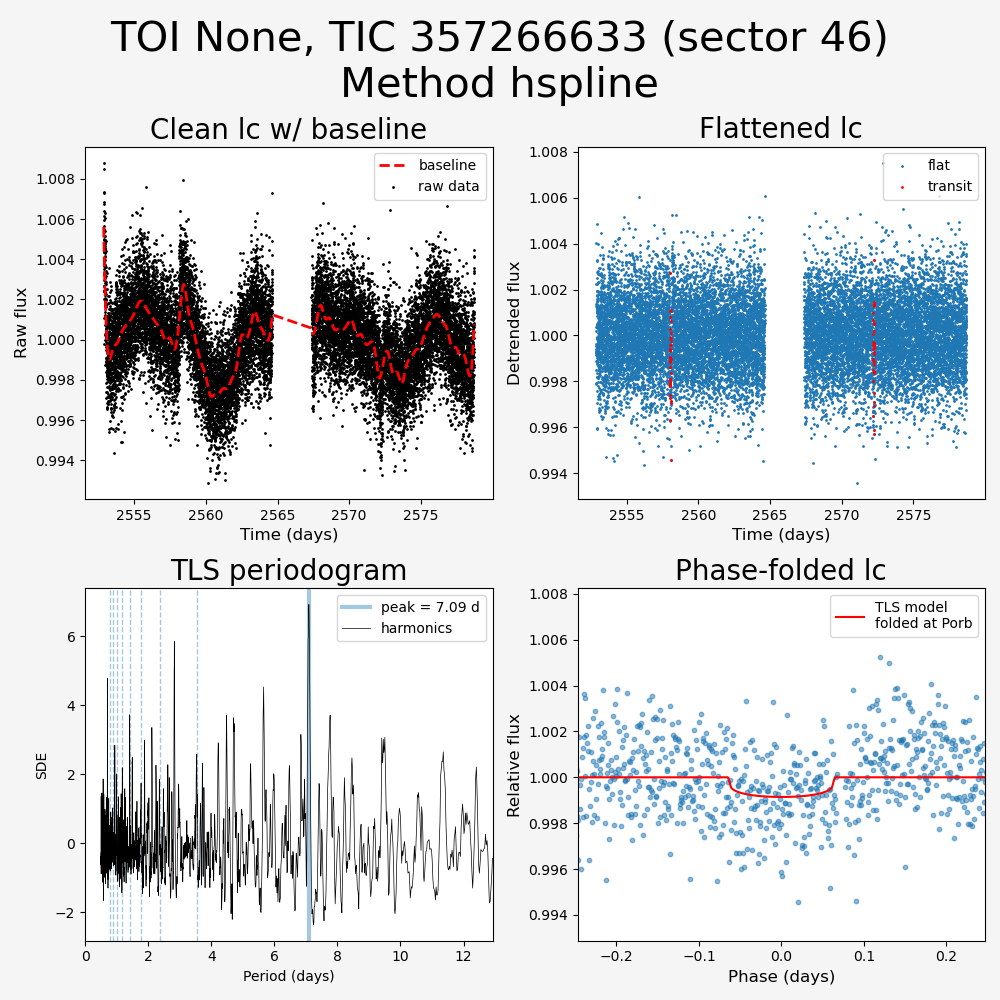 TOI None, TIC 357266633 (sector 46)
Method hspline
Clean lc w/ baseline
Flattened lc
1.008
1.006
1.004
1.002
1.000
0.998
0.996
0.994
Raw flux
baseline
raw data
2555
2560
2565
2570
2575
Time (days)
1.008
1.006
1.004
1.002
1.000
0.998
0.996
0.994
Detrended flux
flat
transit
2555
2560
2565
2570
2575
Time (days)
TLS periodogram
Phase-folded lc
6
4
2
0
−2
SDE
peak = 7.09 d
harmonics
0
2
4
6
8
10
12
Period (days)
1.008
1.006
1.004
1.002
1.000
0.998
0.996
0.994
Relative flux
TLS model
folded at Porb
−0.2
−0.1
0.0
0.1
0.2
Phase (days)